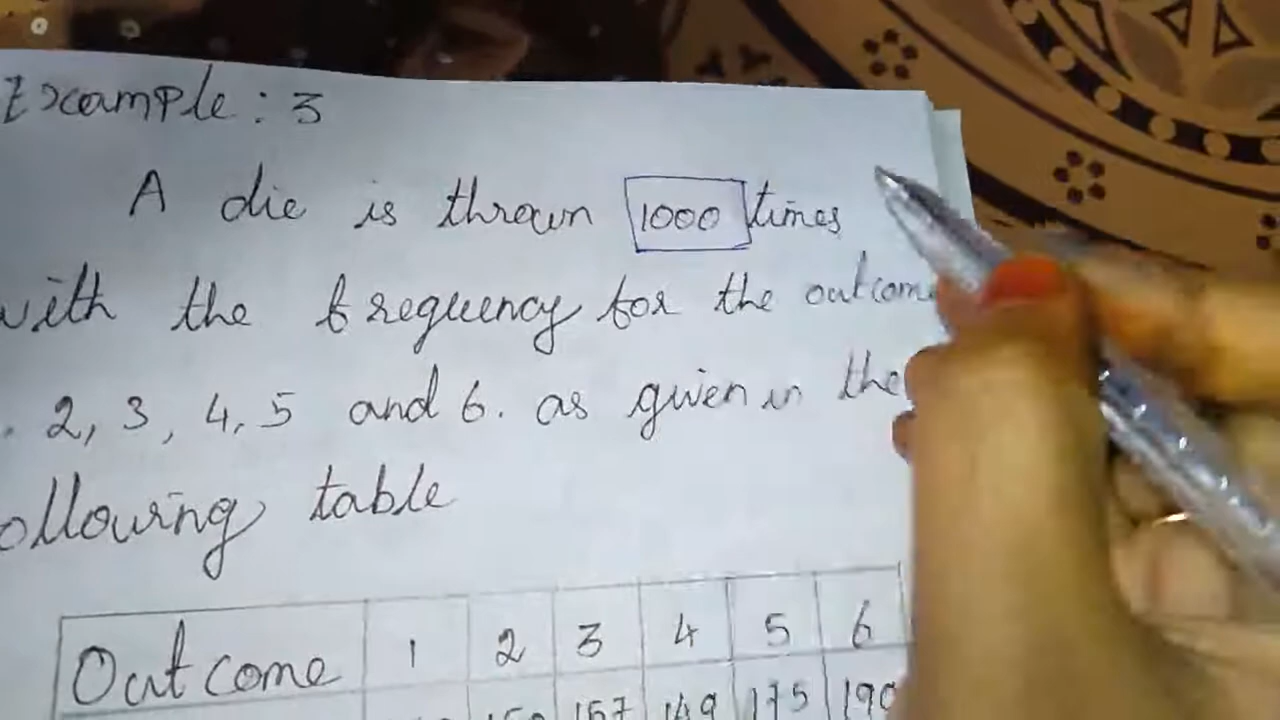 Example: 3
A die is thrown 1000 times
with the frequency for the outcom
2, 3, 4, 5 and 6. as given in the
ollowing table
Outcome 1 2 3 4 5 6
157 149 175 190